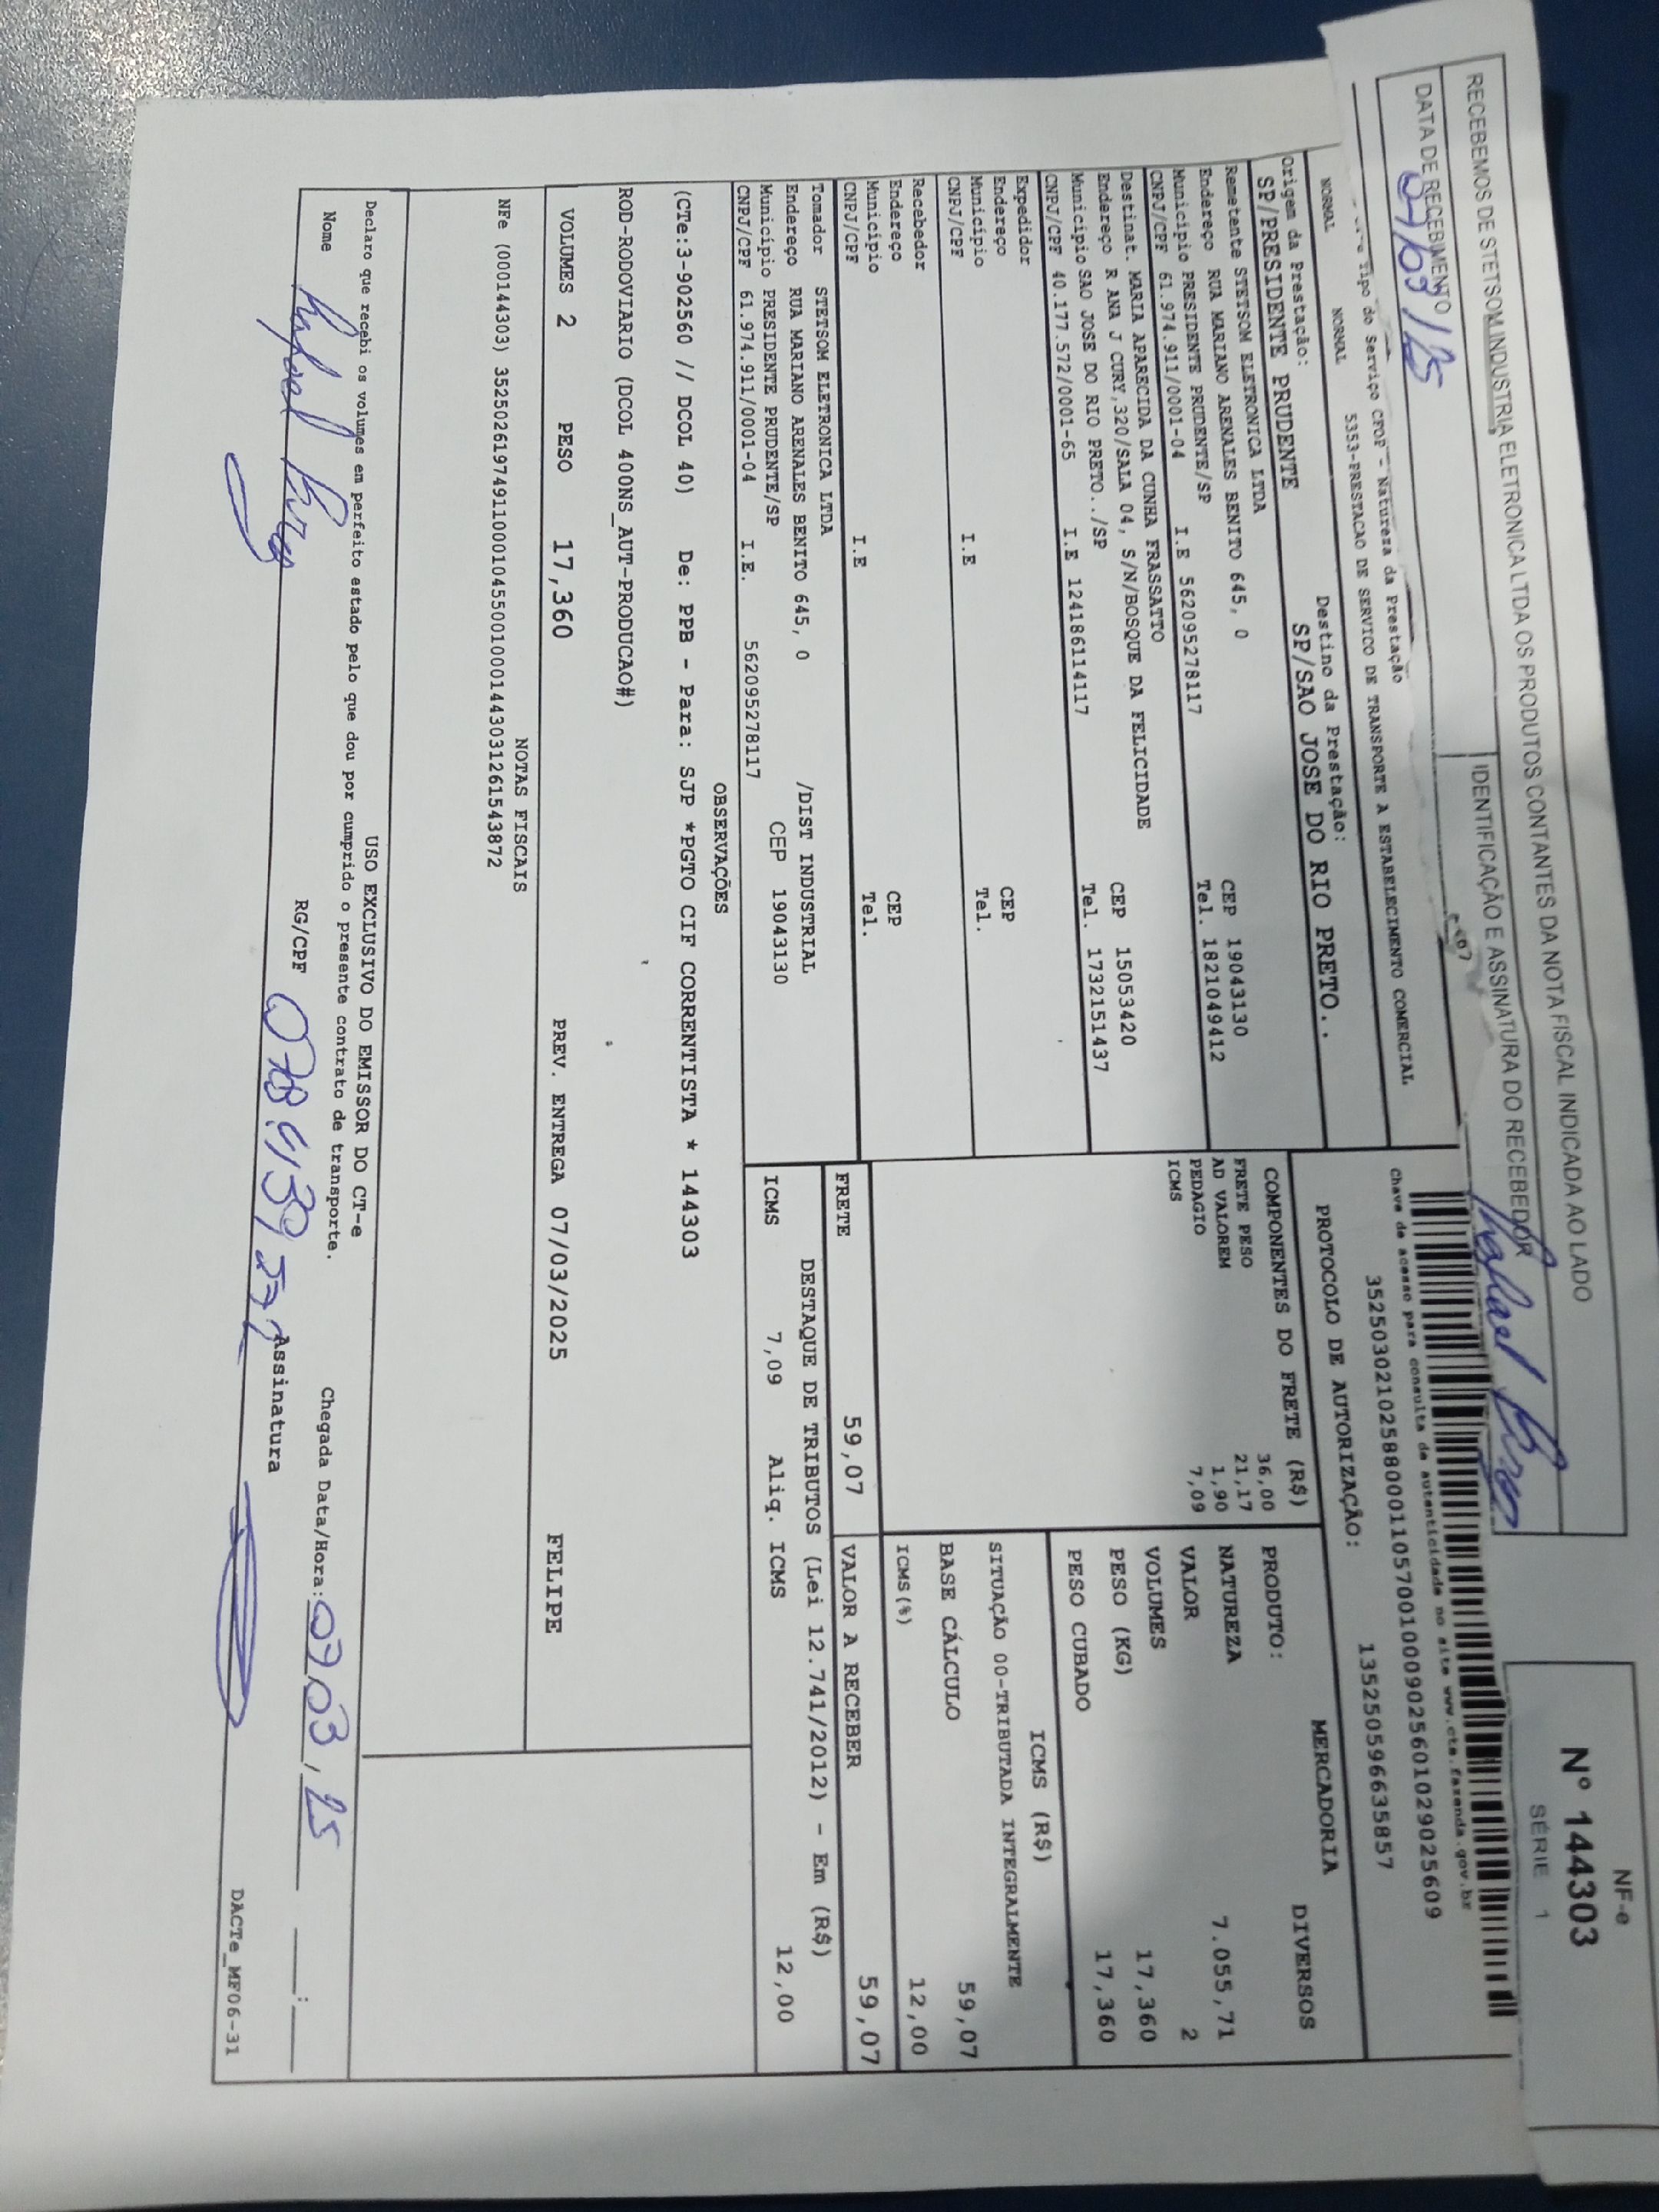 RECEBEMOS DE STETSOM INDUSTRIA ELETRONICA LTDA OS PRODUTOS CONTANTES DA NOTA FISCAL INDICADA AO LADO
DATA DE RECEBIMENTO
07/03/25
IDENTIFICAÇÃO E ASSINATURA DO RECEBEDOR
NF-e
Nº 144303
SÉRIE 1
Tipo do Serviço CFOP - Natureza da Prestação
NORMAL NORMAL 5353-PRESTACAO DE SERVICO DE TRANSPORTE A ESTABELECIMENTO COMERCIAL
Chave de acesso para consulta de autenticidade no site www.cte.fazenda.gov.br
35250302102588000110570010009025601029025609
PROTOCOLO DE AUTORIZAÇÃO: 135250596635857
Origem da Prestação: Destino da Prestação:
SP/PRESIDENTE PRUDENTE SP/SAO JOSE DO RIO PRETO..
Remetente STETSOM ELETRONICA LTDA
Endereço RUA MARIANO ARENALES BENITO 645, 0 CEP 19043130
Município PRESIDENTE PRUDENTE/SP Tel. 1821049412
CNPJ/CPF 61.974.911/0001-04 I.E 562095278117
Destinat. MARIA APARECIDA DA CUNHA FRASSATTO
Endereço R ANA J CURY,320/SALA 04, S/N/BOSQUE DA FELICIDADE CEP 15053420
Município SAO JOSE DO RIO PRETO../SP Tel. 1732151437
CNPJ/CPF 40.177.572/0001-65 I.E 124186114117
Expedidor
Endereço CEP
Município Tel.
CNPJ/CPF I.E
Recebedor
Endereço CEP
Município Tel.
CNPJ/CPF I.E
Tomador STETSOM ELETRONICA LTDA
Endereço RUA MARIANO ARENALES BENITO 645, 0 /DIST INDUSTRIAL
Município PRESIDENTE PRUDENTE/SP CEP 19043130
CNPJ/CPF 61.974.911/0001-04 I.E. 562095278117
COMPONENTES DO FRETE (R$)
FRETE PESO 36,00
AD VALOREM 21,17
PEDAGIO 1,90
ICMS 7,09
MERCADORIA
PRODUTO: DIVERSOS
NATUREZA
VALOR 7.055,71
VOLUMES 2
PESO (KG) 17,360
PESO CUBADO 17,360
ICMS (R$)
SITUAÇÃO 00-TRIBUTADA INTEGRALMENTE
BASE CÁLCULO 59,07
ICMS(%) 12,00
FRETE 59,07 VALOR A RECEBER 59,07
DESTAQUE DE TRIBUTOS (Lei 12.741/2012) - Em (R$)
ICMS 7,09 Aliq. ICMS 12,00
OBSERVAÇÕES
(CTe:3-902560 // DCOL 40) De: PPB - Para: SJP *PGTO CIF CORRENTISTA * 144303
ROD-RODOVIARIO (DCOL 400NS_AUT-PRODUCAO#)
VOLUMES 2 PESO 17,360 PREV. ENTREGA 07/03/2025 FELIPE
NOTAS FISCAIS
NFe (000144303) 35250261974911000104550010001443031261543872
USO EXCLUSIVO DO EMISSOR DO CT-e
Declaro que recebi os volumes em perfeito estado pelo que dou por cumprido o presente contrato de transporte.
Chegada Data/Hora: 07,03,25 __:__
Nome RG/CPF Assinatura
DACTe_MF06-31